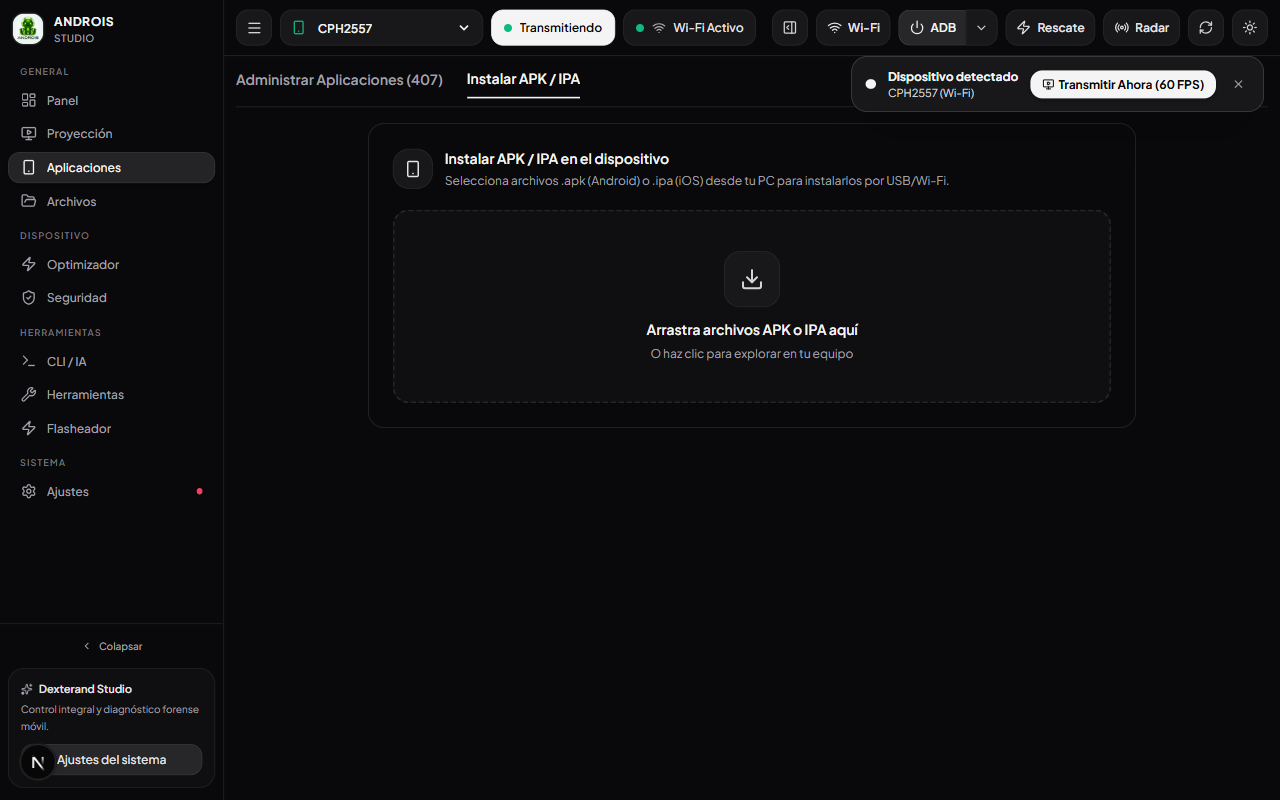 ANDROIS
STUDIO
GENERAL
Panel
Proyección
Aplicaciones
Archivos
DISPOSITIVO
Optimizador
Seguridad
HERRAMIENTAS
CLI / IA
Herramientas
Flasheador
SISTEMA
Ajustes
Colapsar
Dexterand Studio
Control integral y diagnóstico forense
móvil.
N
Ajustes del sistema
CPH2557
Transmitiendo
Wi-Fi Activo
Wi-Fi
ADB
Rescate
Radar
Administrar Aplicaciones (407)
Instalar APK / IPA
Dispositivo detectado
CPH2557 (Wi-Fi)
Transmitir Ahora (60 FPS)
Instalar APK / IPA en el dispositivo
Selecciona archivos .apk (Android) o .ipa (iOS) desde tu PC para instalarlos por USB/Wi-Fi.
Arrastra archivos APK o IPA aquí
O haz clic para explorar en tu equipo